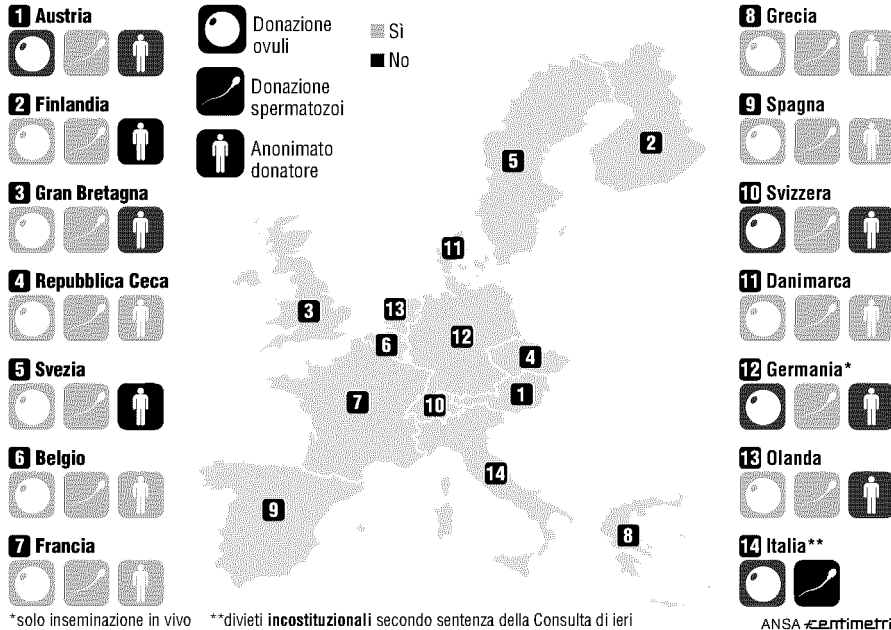 1 Austria
2 Finlandia
3 Gran Bretagna
4 Repubblica Ceca
5 Svezia
6 Belgio
7 Francia
Donazione
ovuli
Donazione
spermatozoi
Anonimato
donatore
Sì
No
5
2
11
3
13
6
12
4
7
10
1
14
9
8
8 Grecia
9 Spagna
10 Svizzera
11 Danimarca
12 Germania*
13 Olanda
14 Italia**
*solo inseminazione in vivo **divieti incostituzionali secondo sentenza della Consulta di ieri
ANSA centimetri